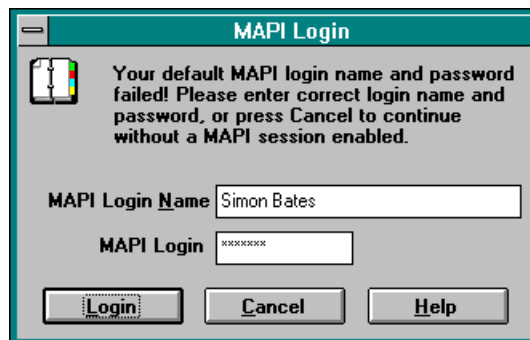 MAPI Login
Your default MAPI login name and password
failed! Please enter correct login name and
password, or press Cancel to continue
without a MAPI session enabled.
MAPI Login Name Simon Bates
MAPI Login *******
Login Cancel Help